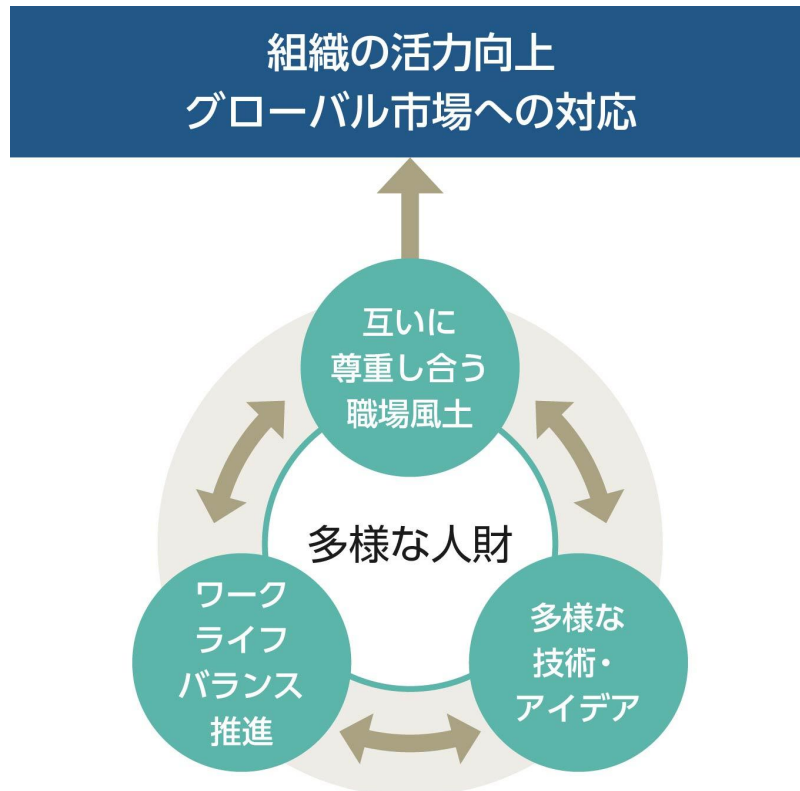 組織の活力向上
グローバル市場への対応
互いに
尊重し合う
職場風土
多様な人財
ワーク
ライフ
バランス
推進
多様な
技術・
アイデア